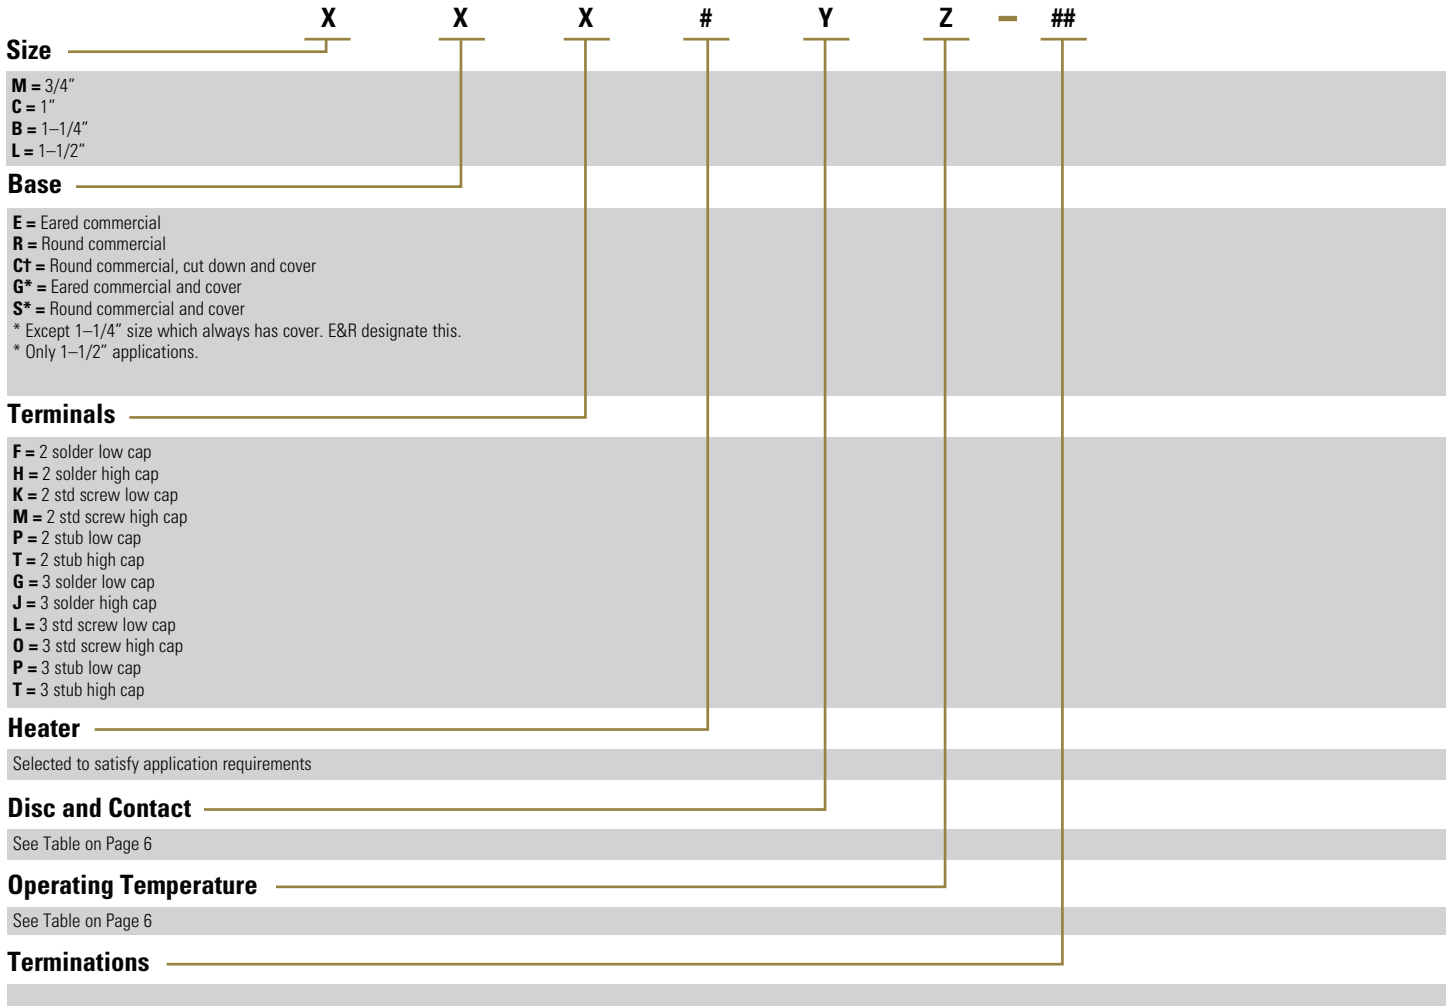 X X X # Y Z – ##
Size
M = 3/4"
C = 1"
B = 1–1/4"
L = 1–1/2"
Base
E = Eared commercial
R = Round commercial
C† = Round commercial, cut down and cover
G* = Eared commercial and cover
S* = Round commercial and cover
* Except 1–1/4" size which always has cover. E&R designate this.
* Only 1–1/2" applications.
Terminals
F = 2 solder low cap
H = 2 solder high cap
K = 2 std screw low cap
M = 2 std screw high cap
P = 2 stub low cap
T = 2 stub high cap
G = 3 solder low cap
J = 3 solder high cap
L = 3 std screw low cap
O = 3 std screw high cap
P = 3 stub low cap
T = 3 stub high cap
Heater
Selected to satisfy application requirements
Disc and Contact
See Table on Page 6
Operating Temperature
See Table on Page 6
Terminations